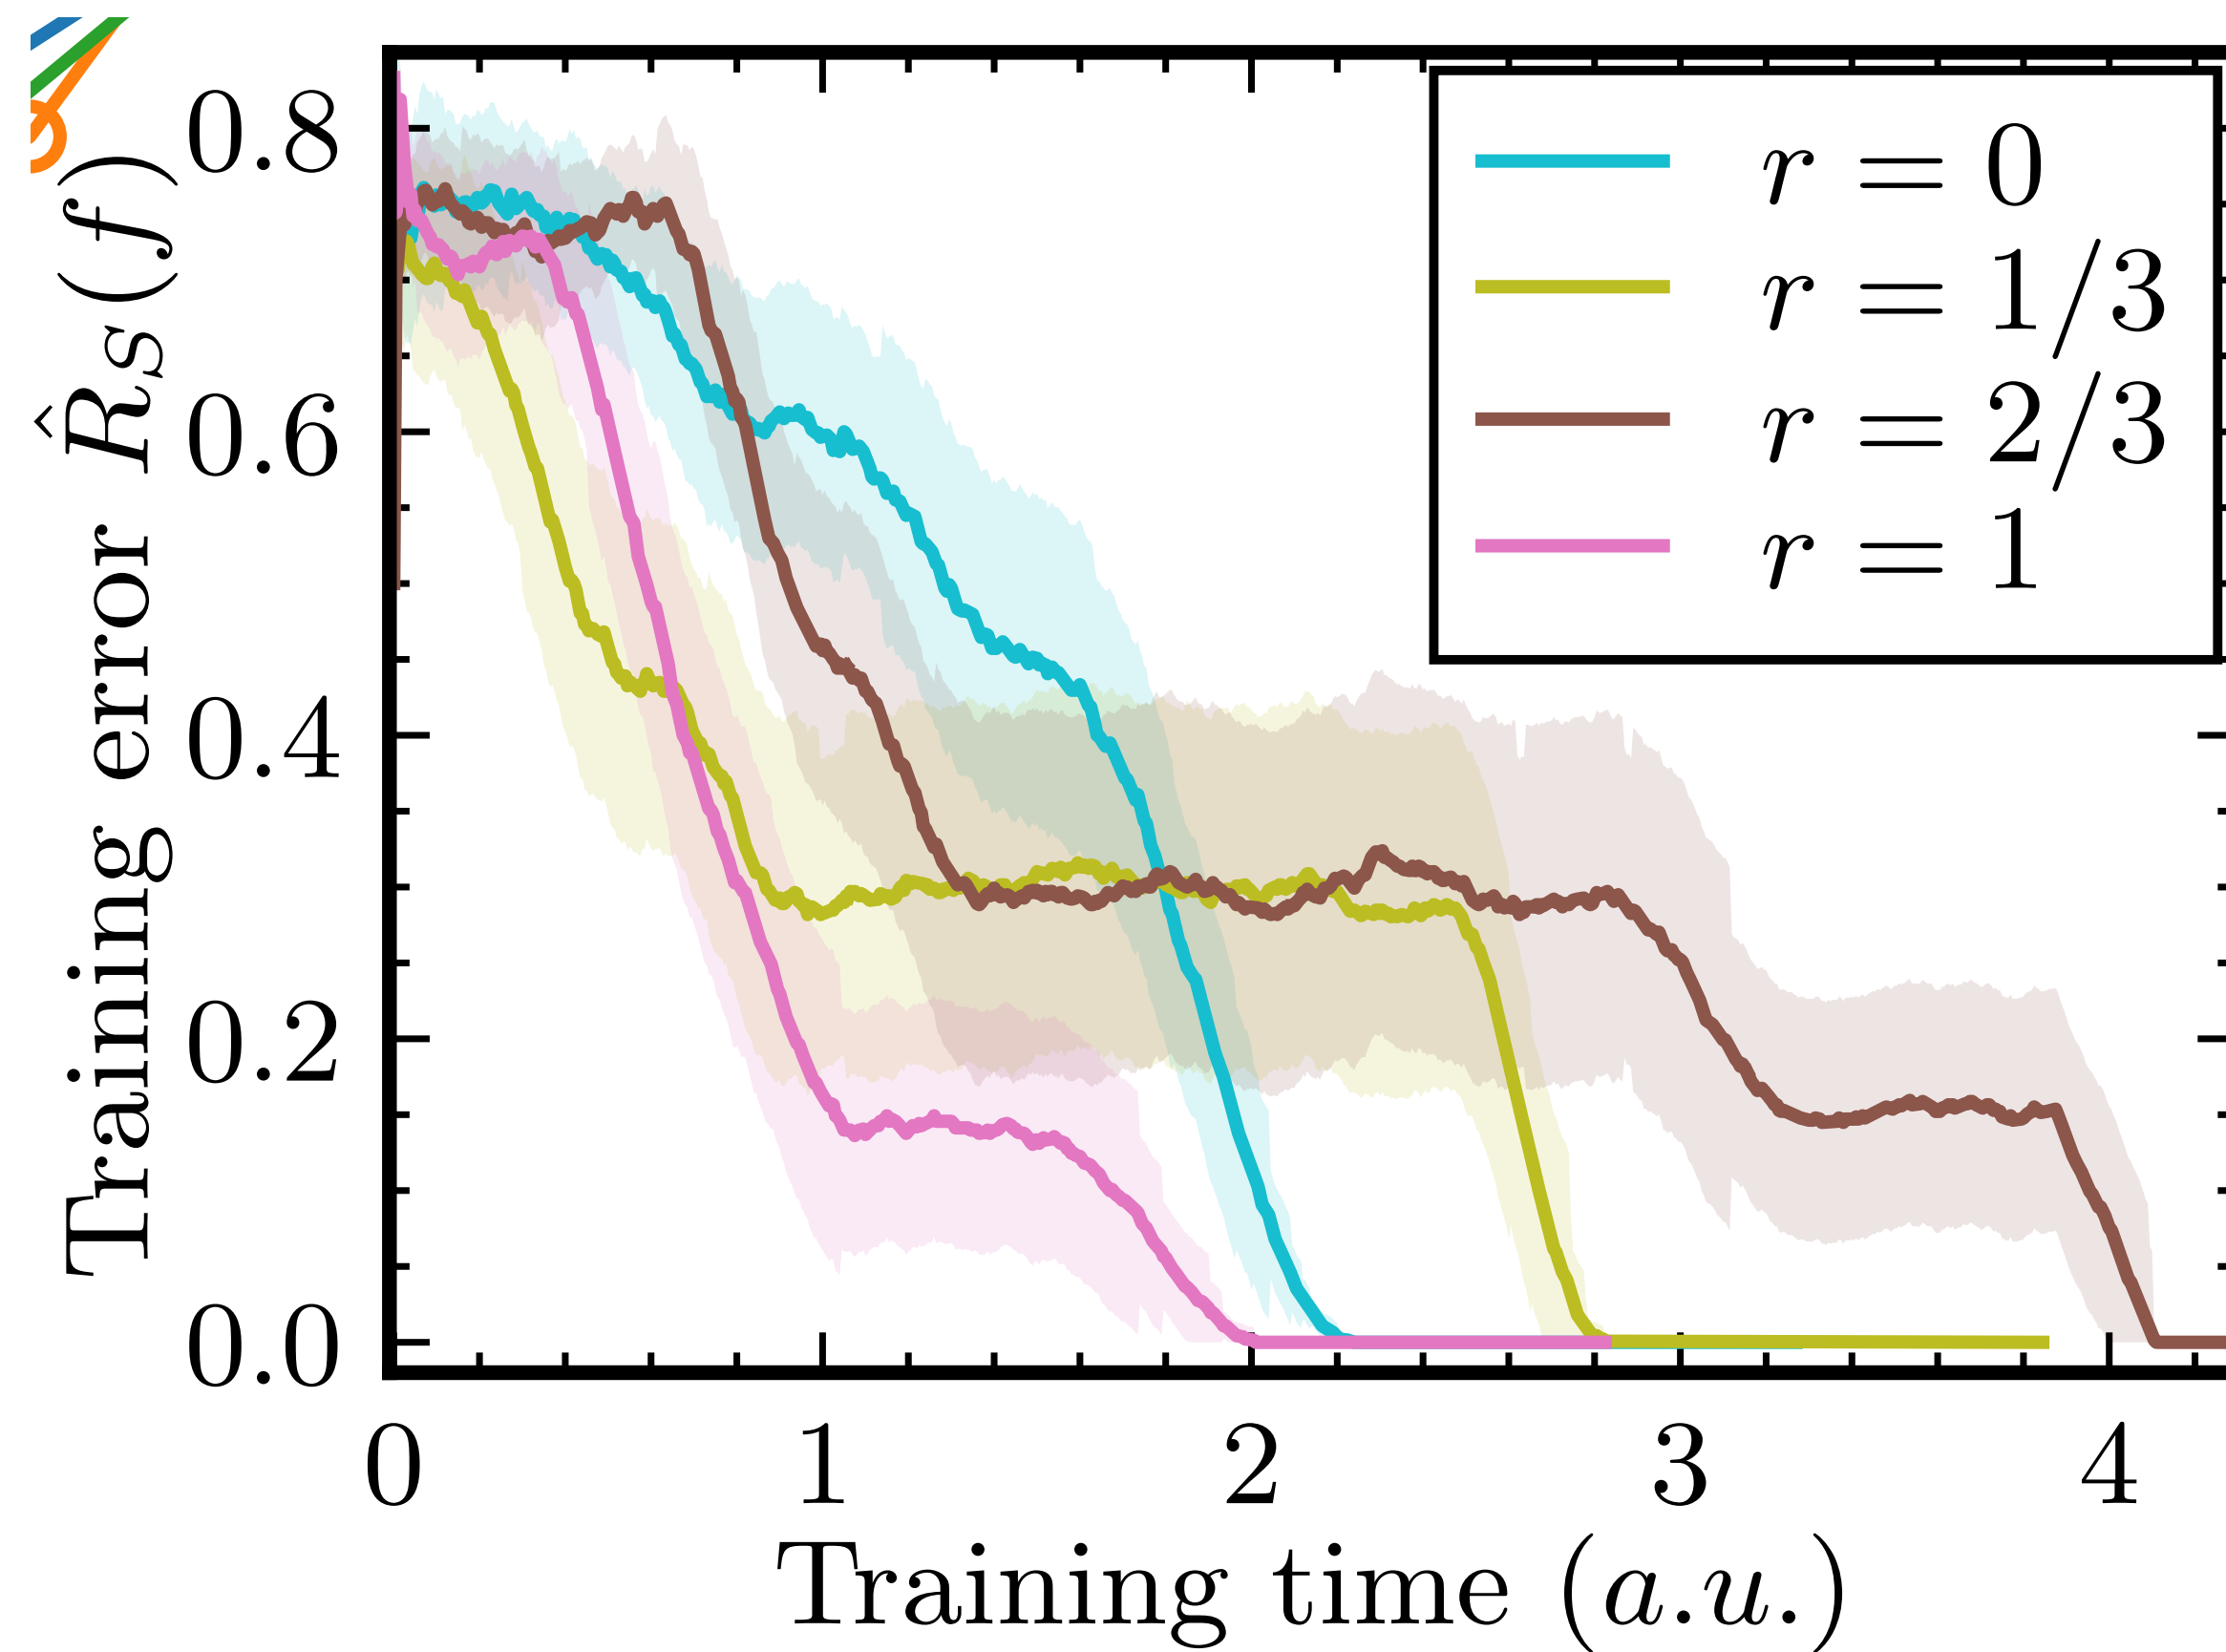 0.8
0.6
0.4
0.2
0.0
Training error R̂_S(f)
r = 0
r = 1/3
r = 2/3
r = 1
0 1 2 3 4
Training time (a.u.)